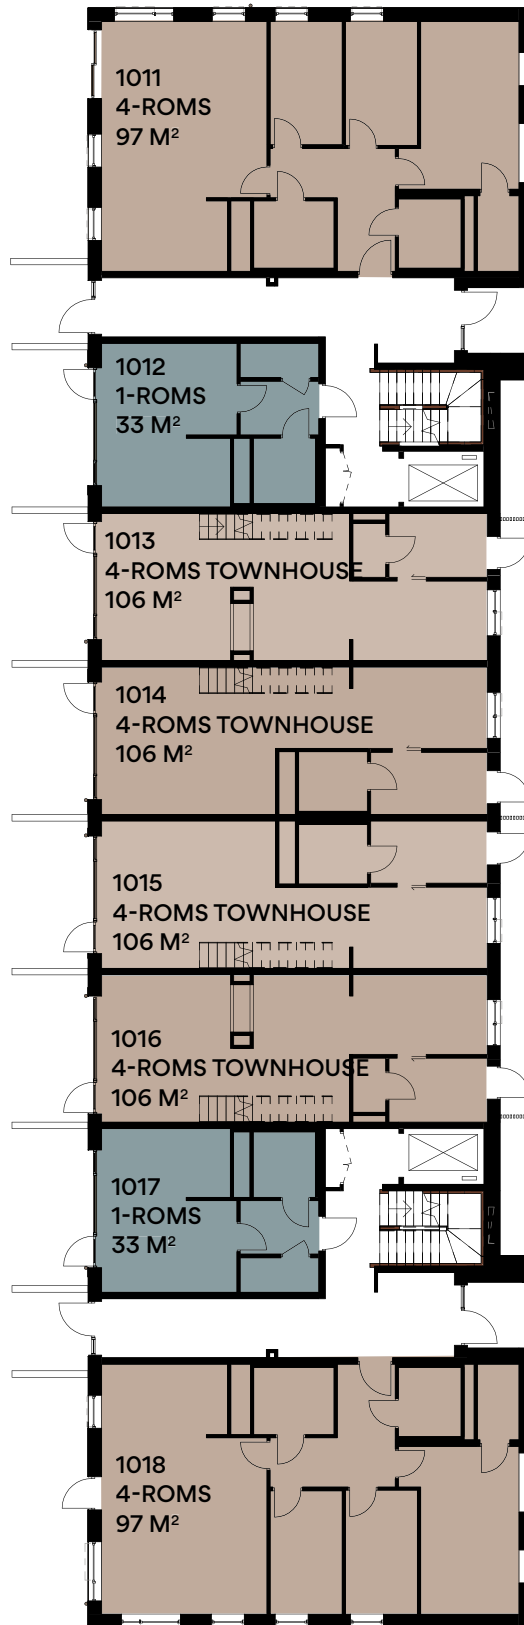 1011
4-ROMS
97 M²
1012
1-ROMS
33 M²
1013
4-ROMS TOWNHOUSE
106 M²
1014
4-ROMS TOWNHOUSE
106 M²
1015
4-ROMS TOWNHOUSE
106 M²
1016
4-ROMS TOWNHOUSE
106 M²
1017
1-ROMS
33 M²
1018
4-ROMS
97 M²